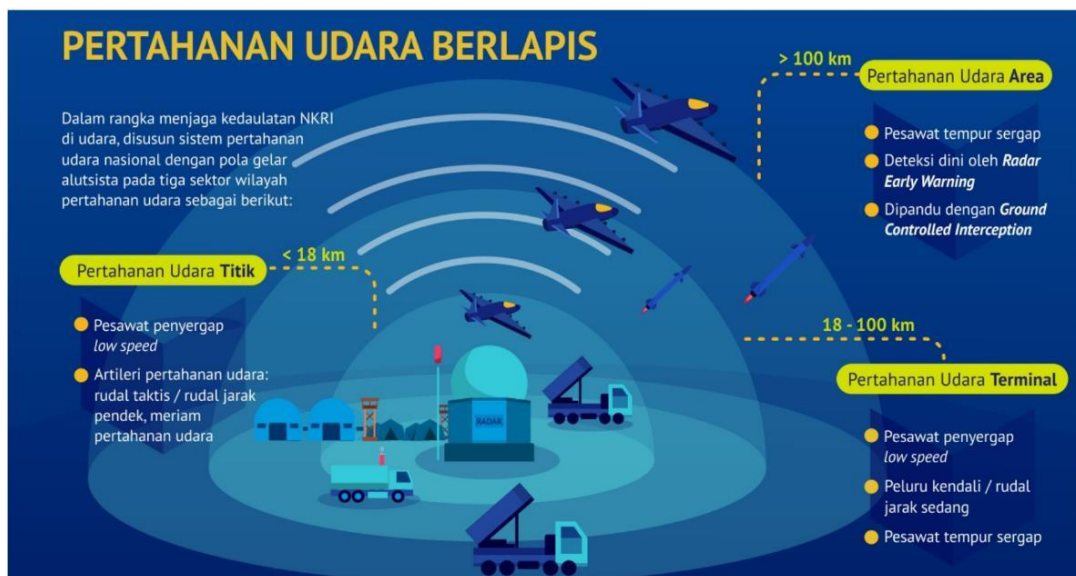 PERTAHANAN UDARA BERLAPIS
Dalam rangka menjaga kedaulatan NKRI
di udara, disusun sistem pertahanan
udara nasional dengan pola gelar
alutsista pada tiga sektor wilayah
pertahanan udara sebagai berikut:
> 100 km
Pertahanan Udara Area
Pesawat tempur sergap
Deteksi dini oleh Radar
Early Warning
Dipandu dengan Ground
Controlled Interception
< 18 km
Pertahanan Udara Titik
Pesawat penyergap
low speed
Artileri pertahanan udara:
rudal taktis / rudal jarak
pendek, meriam
pertahanan udara
RADAR
18 - 100 km
Pertahanan Udara Terminal
Pesawat penyergap
low speed
Peluru kendali / rudal
jarak sedang
Pesawat tempur sergap